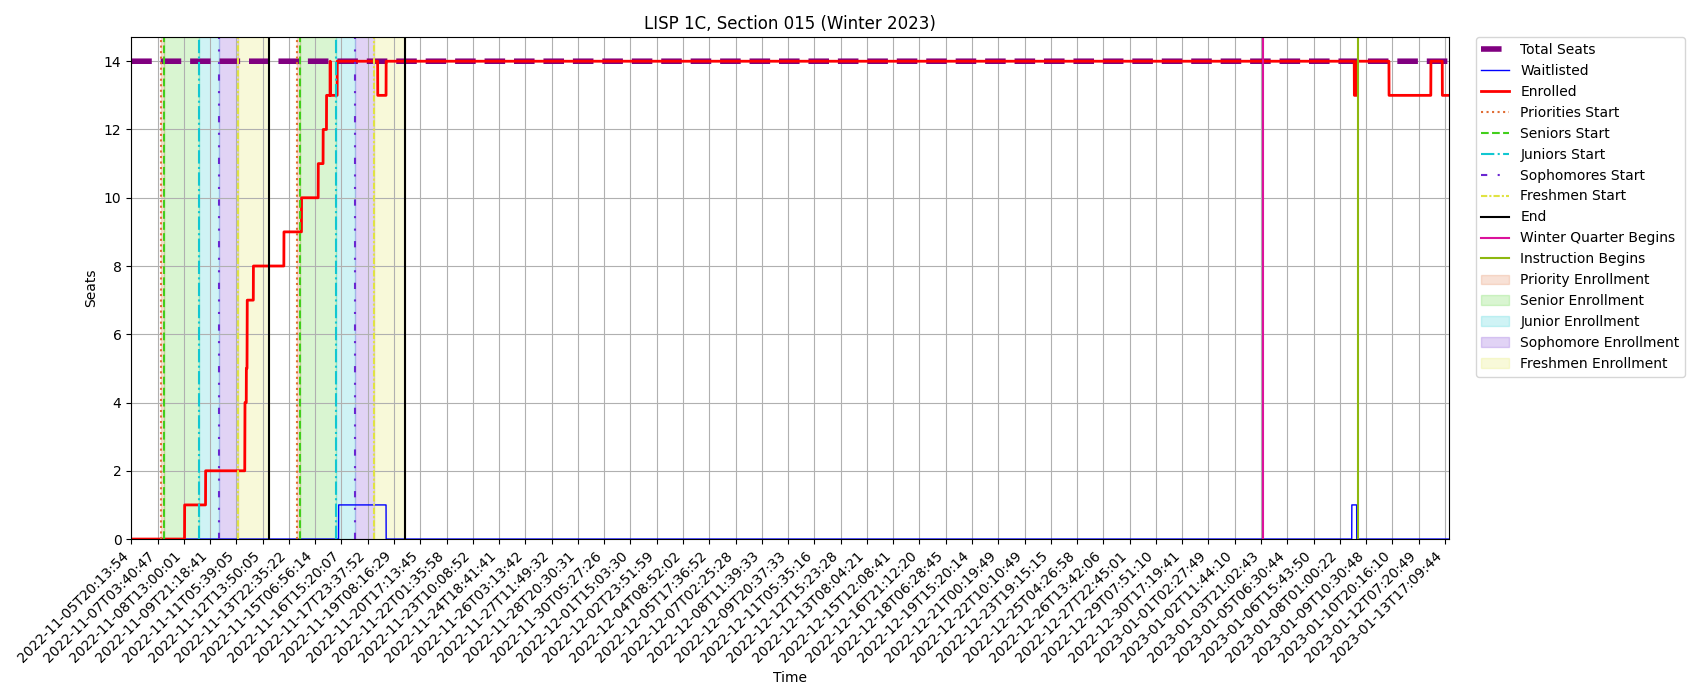 LISP 1C, Section 015 (Winter 2023)
Seats
14
12
10
8
6
4
2
0
2022-11-05T20:13:54
2022-11-07T03:40:47
2022-11-08T13:00:01
2022-11-09T21:18:41
2022-11-11T05:39:05
2022-11-12T13:50:05
2022-11-13T22:35:22
2022-11-15T06:56:14
2022-11-16T15:20:07
2022-11-17T23:37:52
2022-11-19T08:16:29
2022-11-20T17:13:45
2022-11-22T01:35:58
2022-11-23T10:08:52
2022-11-24T18:41:41
2022-11-26T03:13:42
2022-11-27T11:49:32
2022-11-28T20:30:31
2022-11-30T05:27:26
2022-12-01T15:03:30
2022-12-02T23:51:59
2022-12-04T08:52:02
2022-12-05T17:36:52
2022-12-07T02:25:28
2022-12-08T11:39:33
2022-12-09T20:37:33
2022-12-11T05:35:16
2022-12-12T15:23:28
2022-12-13T08:04:21
2022-12-15T12:08:41
2022-12-16T21:12:20
2022-12-18T06:28:45
2022-12-19T15:20:14
2022-12-21T00:19:49
2022-12-22T10:10:49
2022-12-23T19:15:15
2022-12-25T04:26:58
2022-12-26T13:42:06
2022-12-27T22:45:01
2022-12-29T07:51:10
2022-12-30T17:19:41
2023-01-01T02:27:49
2023-01-02T11:44:10
2023-01-03T21:02:43
2023-01-05T06:30:44
2023-01-06T15:43:50
2023-01-08T01:00:22
2023-01-09T10:30:48
2023-01-10T20:16:10
2023-01-12T07:20:49
2023-01-13T17:09:44
Time
Total Seats
Waitlisted
Enrolled
Priorities Start
Seniors Start
Juniors Start
Sophomores Start
Freshmen Start
End
Winter Quarter Begins
Instruction Begins
Priority Enrollment
Senior Enrollment
Junior Enrollment
Sophomore Enrollment
Freshmen Enrollment